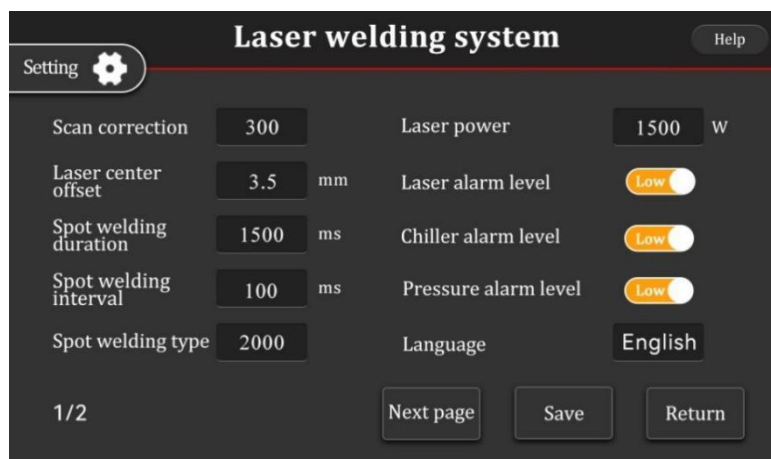 Laser welding system
Help
Setting
Scan correction 300
Laser power 1500 W
Laser center
offset 3.5 mm
Laser alarm level Low
Spot welding
duration 1500 ms
Chiller alarm level Low
Spot welding
interval 100 ms
Pressure alarm level Low
Spot welding type 2000
Language English
1/2
Next page
Save
Return